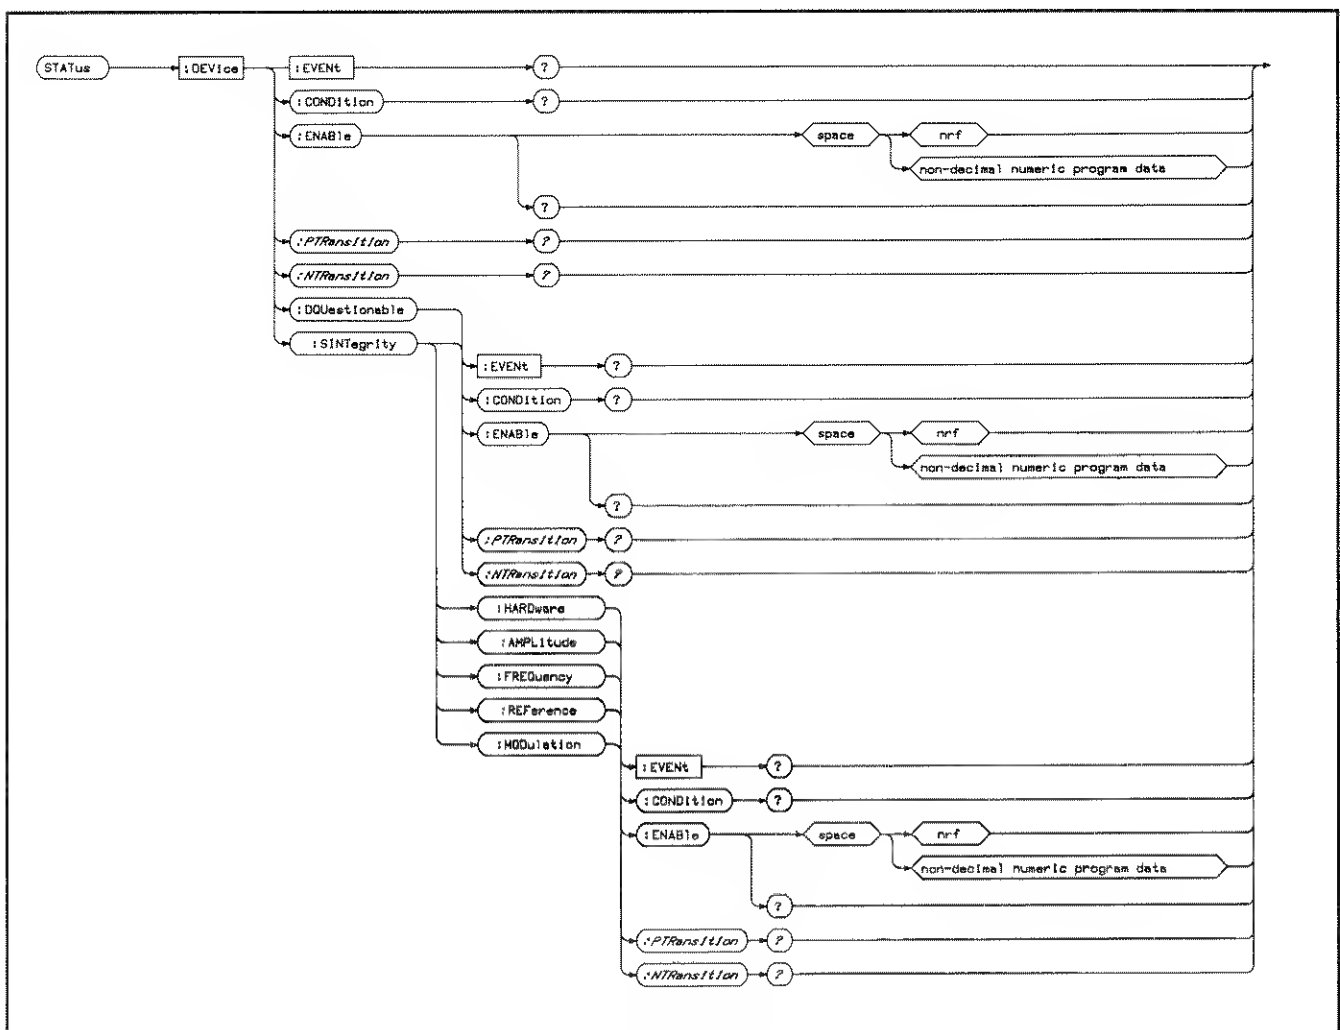 STATus :DEVice :EVENt ?
:CONDition ?
:ENABle space nrf
non-decimal numeric program data
?
:PTRansition ?
:NTRansition ?
:DQUestionable
:SINTegrity
:EVENt ?
:CONDition ?
:ENABle space nrf
non-decimal numeric program data
?
:PTRansition ?
:NTRansition ?
:HARDware
:AMPLitude
:FREQuency
:REFerence
:MODulation
:EVENt ?
:CONDition ?
:ENABle space nrf
non-decimal numeric program data
?
:PTRansition ?
:NTRansition ?